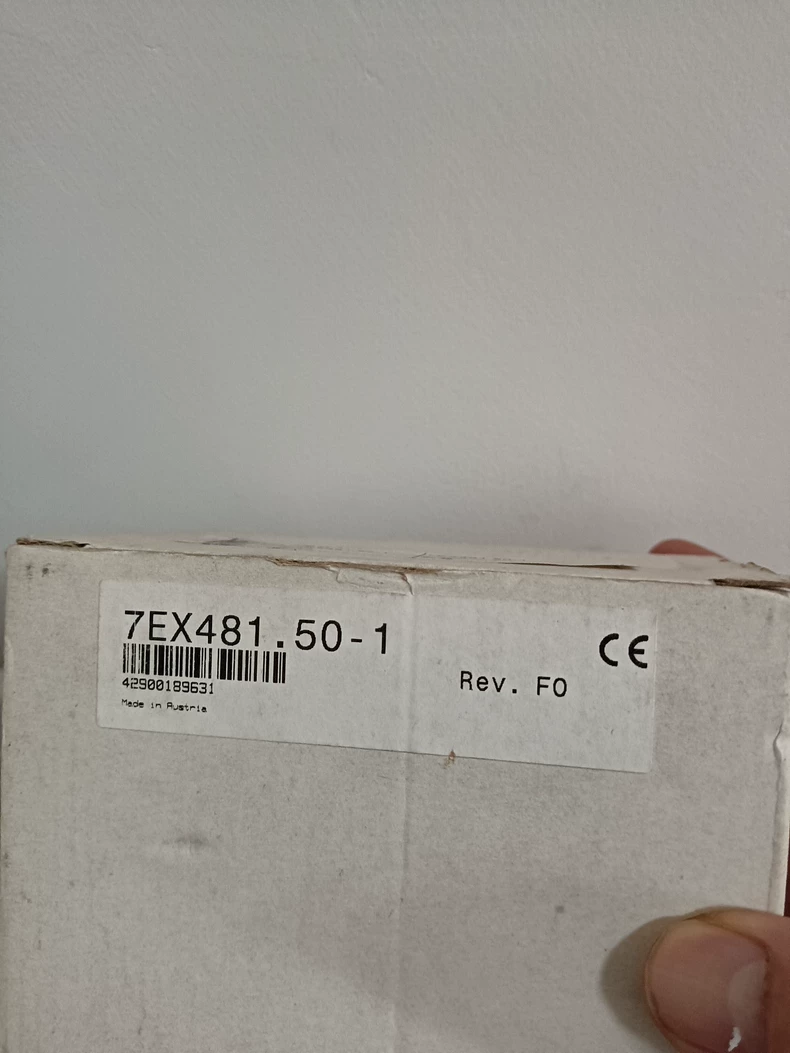 7EX481.50-1
CE
Rev. F0
42900189631
Made in Austria